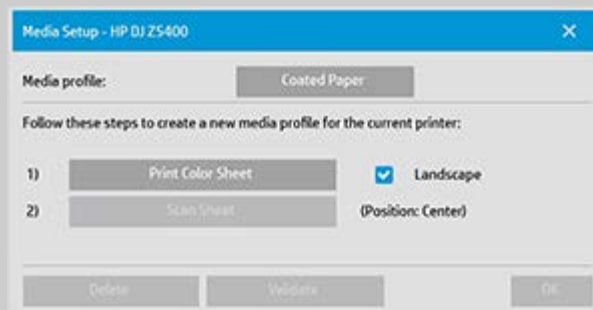 Media Setup - HP DJ Z5400
Media profile: Coated Paper
Follow these steps to create a new media profile for the current printer:
1) Print Color Sheet Landscape
2) Scan Sheet (Position: Center)
Delete Validate OK